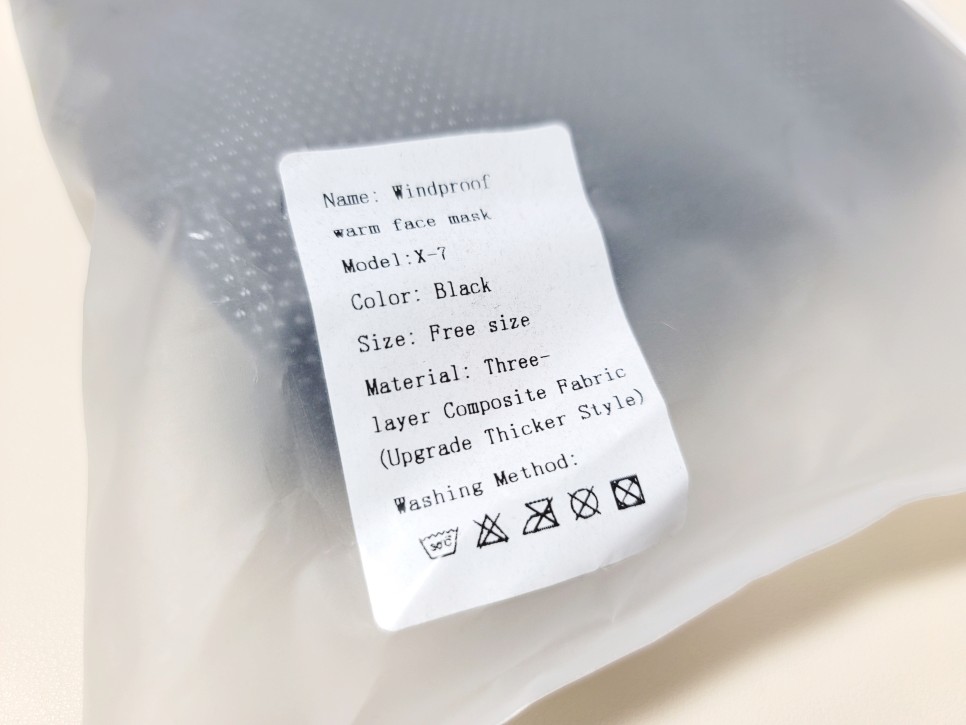 Name: Windproof
warm face mask
Model:X-7
Color: Black
Size: Free size
Material: Three-
layer Composite Fabric
(Upgrade Thicker Style)
Washing Method:
30°C